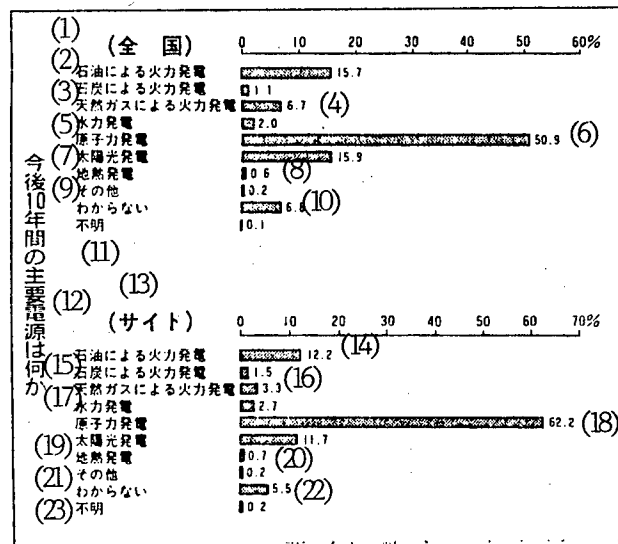 (1)
(全 国)
0 10 20 30 40 50 60%
(2) 石油による火力発電 15.7
(3) 石炭による火力発電 1.1
天然ガスによる火力発電 6.7 (4)
(5) 水力発電 2.0
原子力発電 50.9 (6)
(7) 太陽光発電 15.9
地熱発電 0.6 (8)
(9) その他 0.2
わからない 6.8 (10)
不明 0.1
今後10年間の主要電源は何か
(11)
(13)
(12)
(サイト)
0 10 20 30 40 50 60 70%
石油による火力発電 12.2 (14)
(15) 石炭による火力発電 1.5
天然ガスによる火力発電 3.3 (16)
(17) 水力発電 2.7
原子力発電 62.2 (18)
(19) 太陽光発電 11.7
地熱発電 0.7 (20)
(21) その他 0.2
わからない 5.5 (22)
(23) 不明 0.2